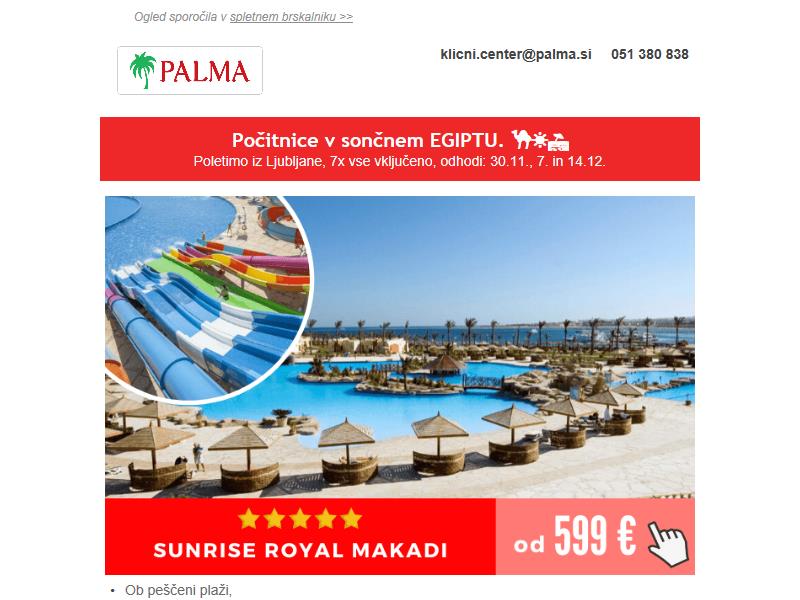 Ogled sporočila v spletnem brskalniku >>
PALMA
klicni.center@palma.si 051 380 838
Počitnice v sončnem EGIPTU.
Poletimo iz Ljubljane, 7x vse vključeno, odhodi: 30.11., 7. in 14.12.
SUNRISE ROYAL MAKADI
od 599 €
• Ob peščeni plaži,